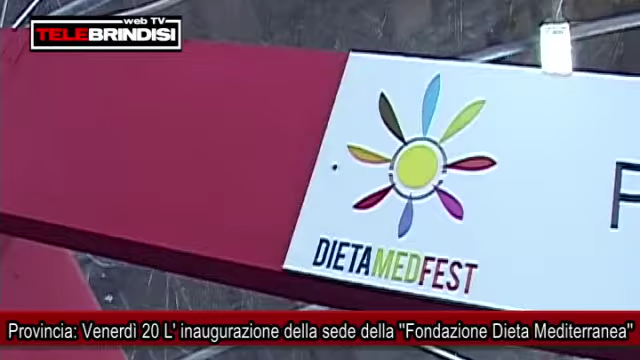 web TV
TELEBRINDISI
DIETAMEDFEST
Provincia: Venerdì 20 L' inaugurazione della sede della "Fondazione Dieta Mediterranea"